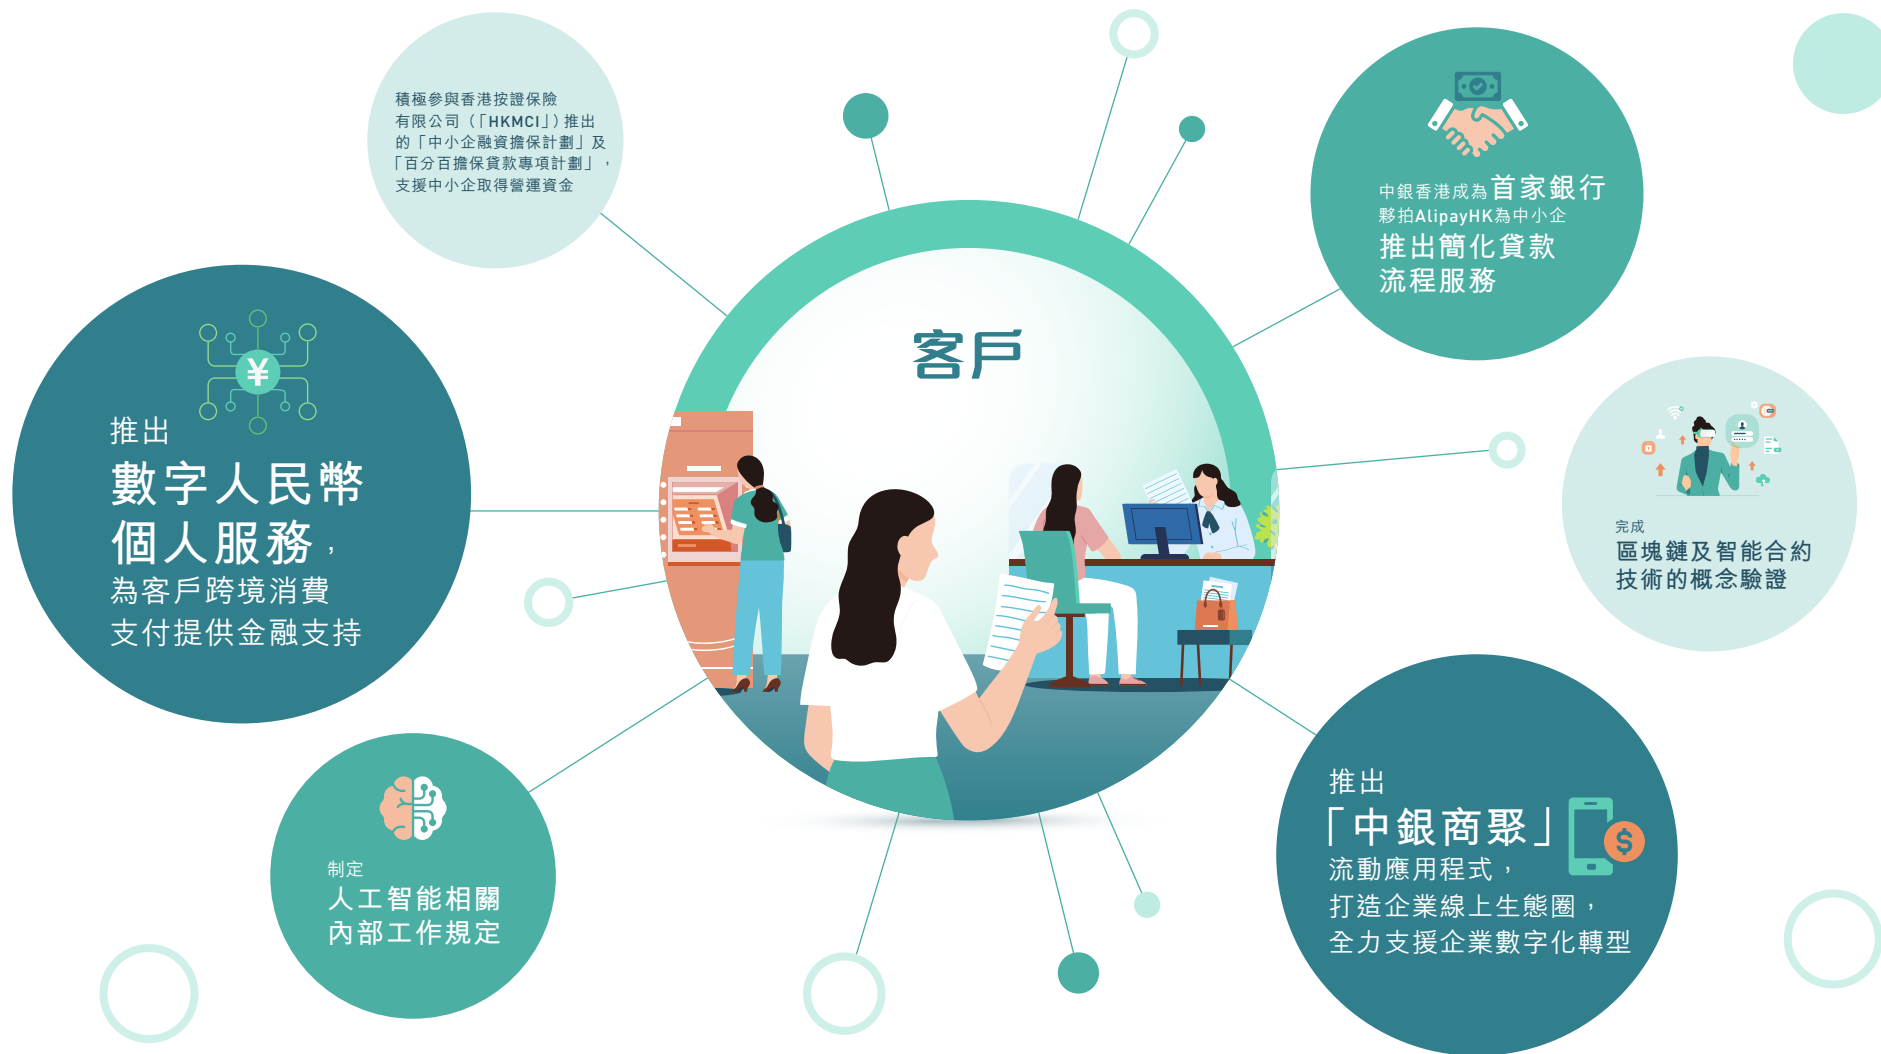 積極參與香港按證保險
有限公司（「HKMCI」）推出
的「中小企融資擔保計劃」及
「百分百擔保貸款專項計劃」，
支援中小企取得營運資金
中銀香港成為首家銀行
夥拍AlipayHK為中小企
推出簡化貸款
流程服務
客戶
推出
數字人民幣
個人服務，
為客戶跨境消費
支付提供金融支持
完成
區塊鏈及智能合約
技術的概念驗證
制定
人工智能相關
內部工作規定
推出
「中銀商聚」
流動應用程式，
打造企業線上生態圈，
全力支援企業數字化轉型